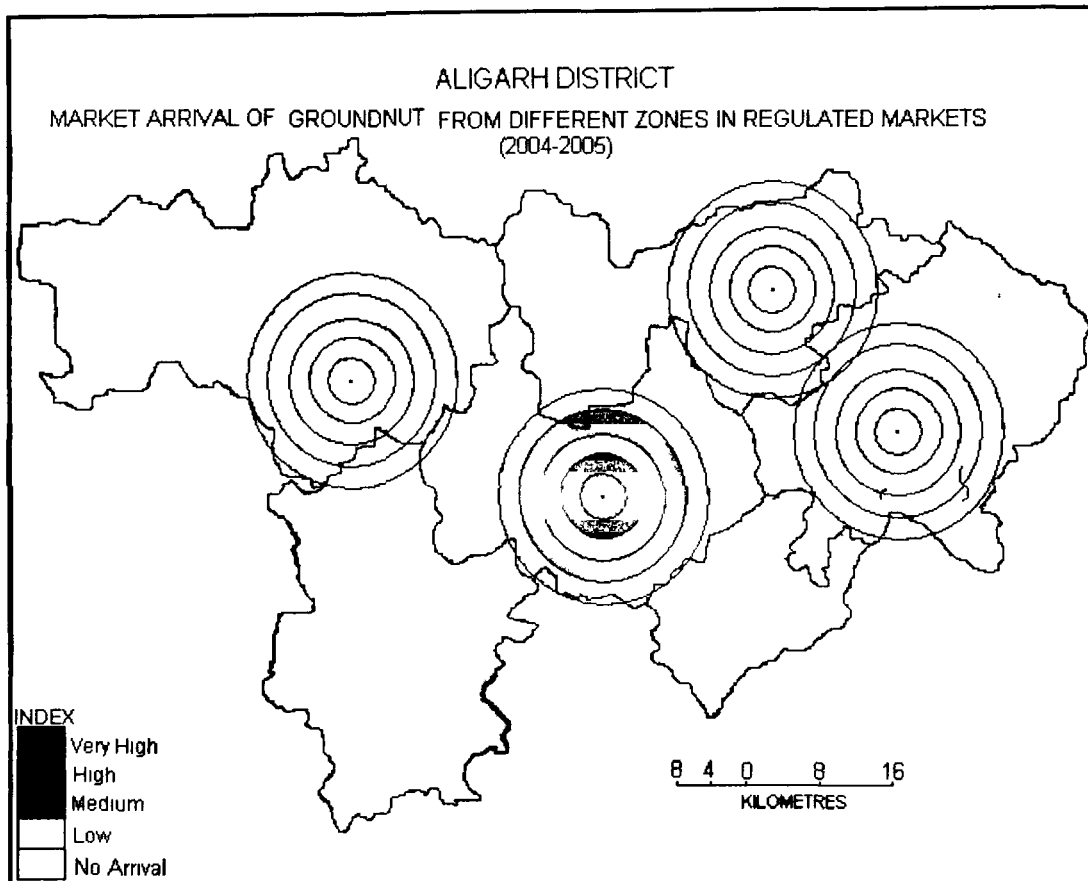 ALIGARH DISTRICT
MARKET ARRIVAL OF GROUNDNUT FROM DIFFERENT ZONES IN REGULATED MARKETS
(2004-2005)
INDEX
Very High
High
Medium
Low
No Arrival
8 4 0 8 16
KILOMETRES